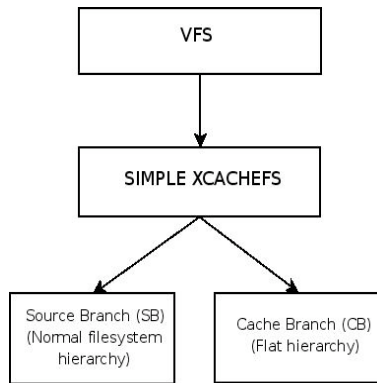 VFS
SIMPLE XCACHEFS
Source Branch (SB)
(Normal filesystem
hierarchy)
Cache Branch (CB)
(Flat hierarchy)